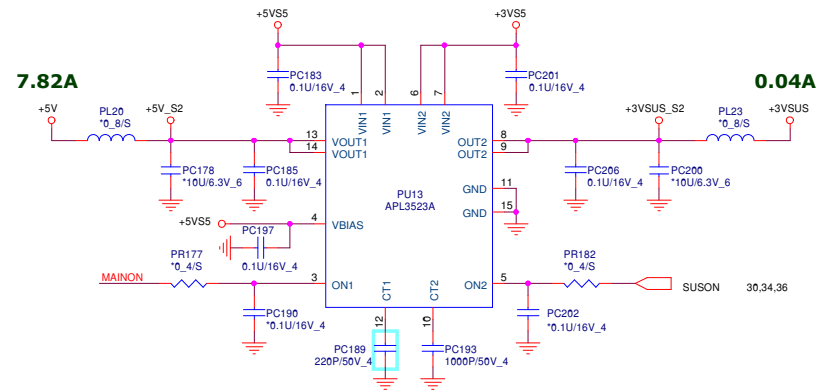 +5VS5
+3VS5
7.82A
0.04A
PC183
0.1U/16V_4
PC201
0.1U/16V_4
1
2
6
7
+5V
PL20
*0_8/S
+5V_S2
+3VSUS_S2
PL23
*0_8/S
+3VSUS
VIN1
VIN1
VIN2
VIN2
13
14
VOUT1
VOUT1
OUT2
OUT2
8
9
PC178
*10U/6.3V_6
PC185
0.1U/16V_4
PC206
0.1U/16V_4
PC200
*10U/6.3V_6
PU13
APL3523A
GND
11
GND
15
+5VS5
4
VBIAS
PC197
0.1U/16V_4
MAINON
PR177
*0_4/S
3
ON1
CT1
CT2
ON2
5
PR182
*0_4/S
SUSON
30,34,36
PC190
*0.1U/16V_4
12
10
PC202
*0.1U/16V_4
PC189
220P/50V_4
PC193
1000P/50V_4